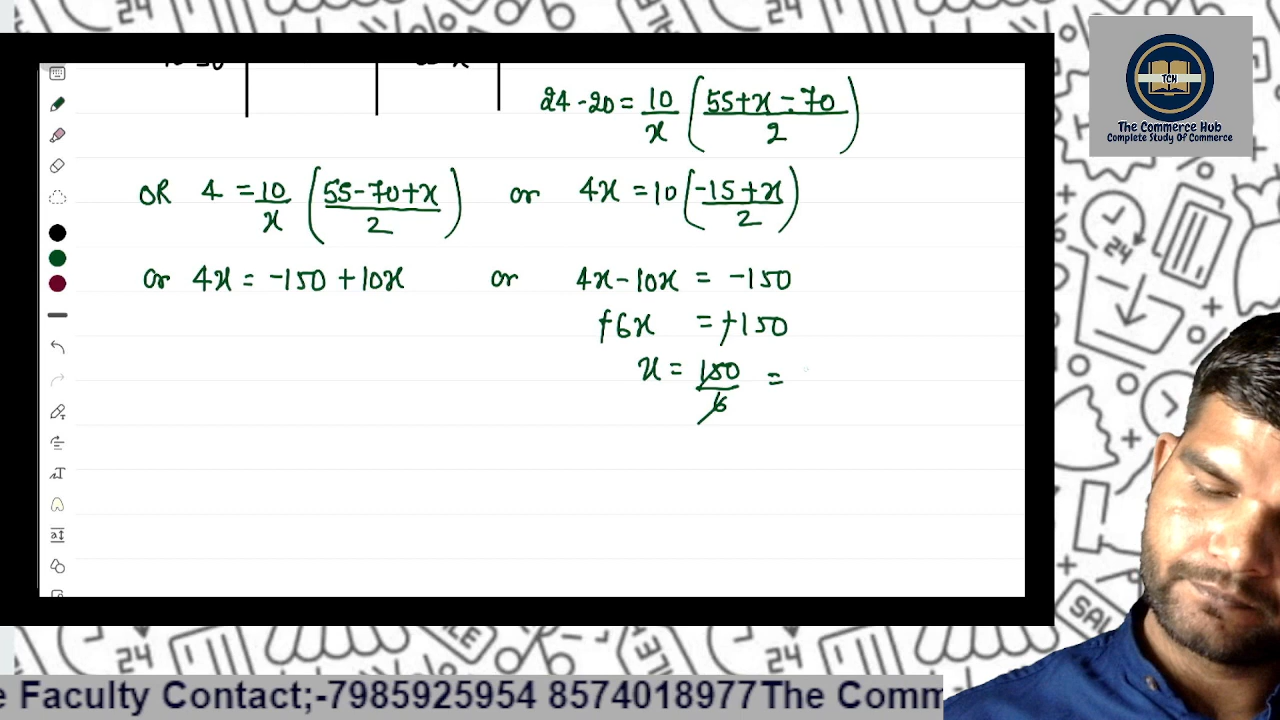 TCH
The Commerce Hub
Complete Study Of Commerce
24 - 20 = 10/x (55 + x - 70 / 2)
OR 4 = 10/x (55 - 70 + x / 2) or 4x = 10 (-15 + x / 2)
or 4x = -150 + 10x or 4x - 10x = -150
+6x = +150
x = 150/6 =
e Faculty Contact;-7985925954 8574018977 The Comm